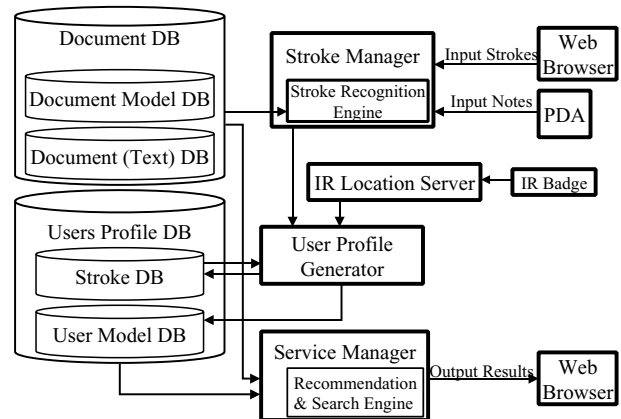 Document DB
Document Model DB
Document (Text) DB
Stroke Manager
Stroke Recognition
Engine
Input Strokes
Web
Browser
Input Notes
PDA
IR Location Server
IR Badge
Users Profile DB
Stroke DB
User Model DB
User Profile
Generator
Service Manager
Recommendation
& Search Engine
Output Results
Web
Browser